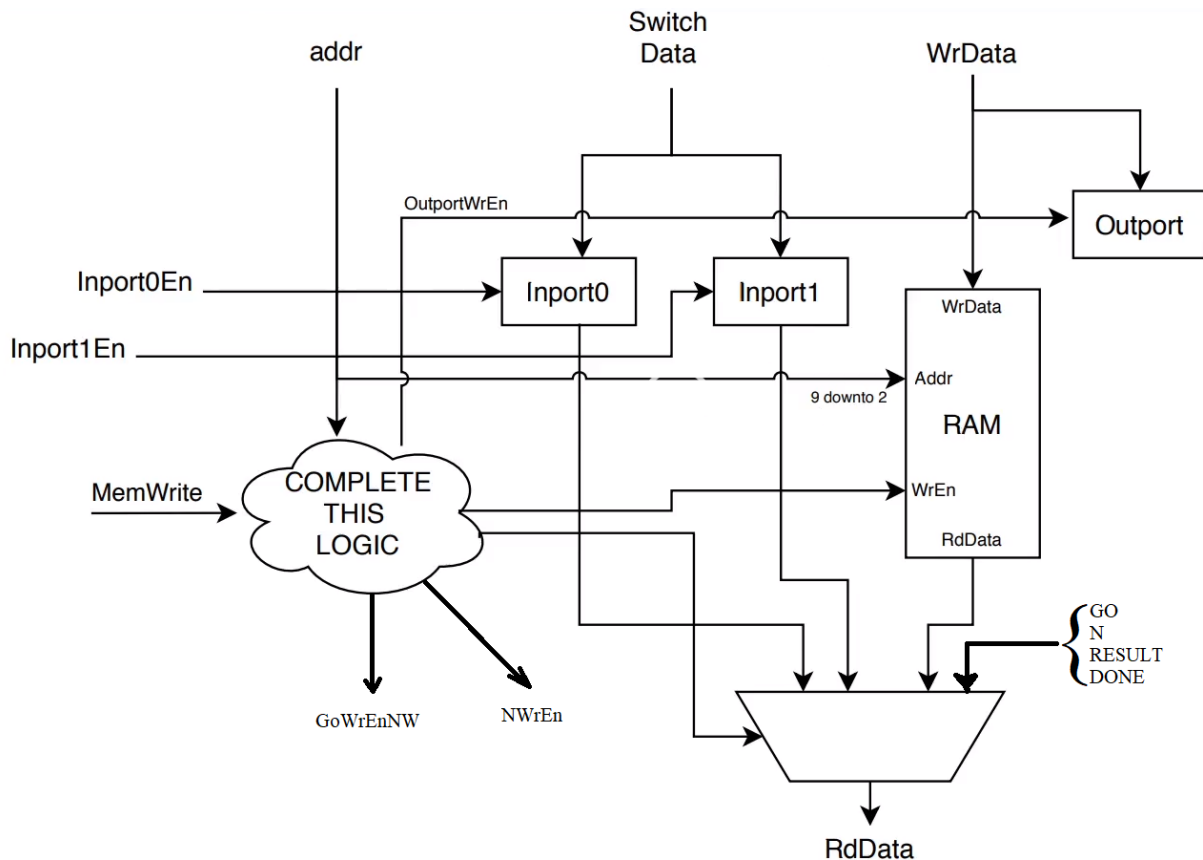 addr
Switch
Data
WrData
OutportWrEn
Outport
Inport0En
Inport0
Inport1
WrData
Inport1En
Addr
9 downto 2
RAM
MemWrite
COMPLETE
THIS
LOGIC
WrEn
RdData
GO
N
RESULT
DONE
GoWrEnNW
NWrEn
RdData